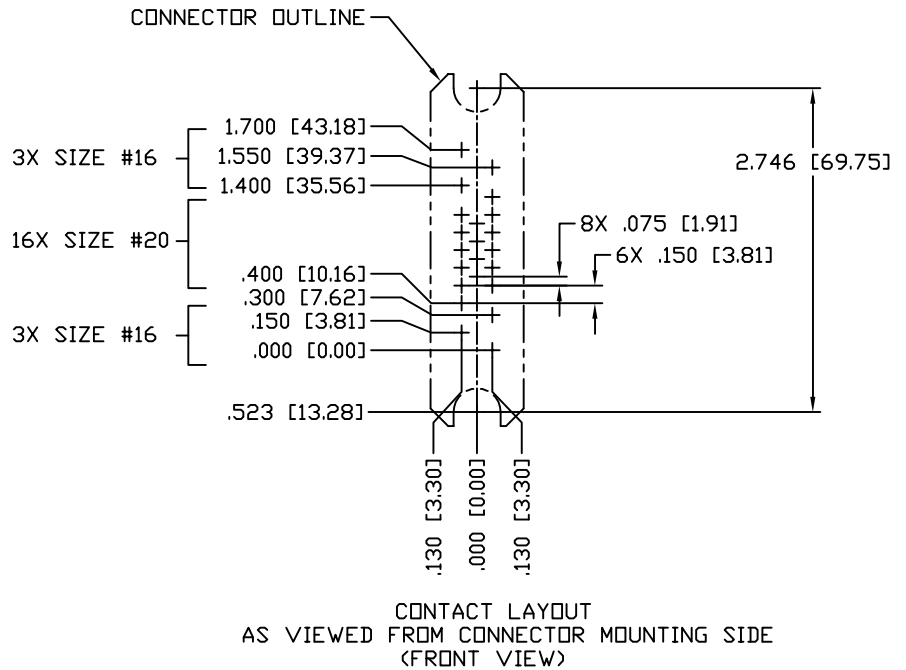 CONNECTOR OUTLINE
1.700 [43.18]
3X SIZE #16
1.550 [39.37]
2.746 [69.75]
1.400 [35.56]
8X .075 [1.91]
16X SIZE #20
6X .150 [3.81]
.400 [10.16]
.300 [7.62]
.150 [3.81]
3X SIZE #16
.000 [0.00]
.523 [13.28]
.130 [3.30]
.000 [0.00]
.130 [3.30]
CONTACT LAYOUT
AS VIEWED FROM CONNECTOR MOUNTING SIDE
(FRONT VIEW)